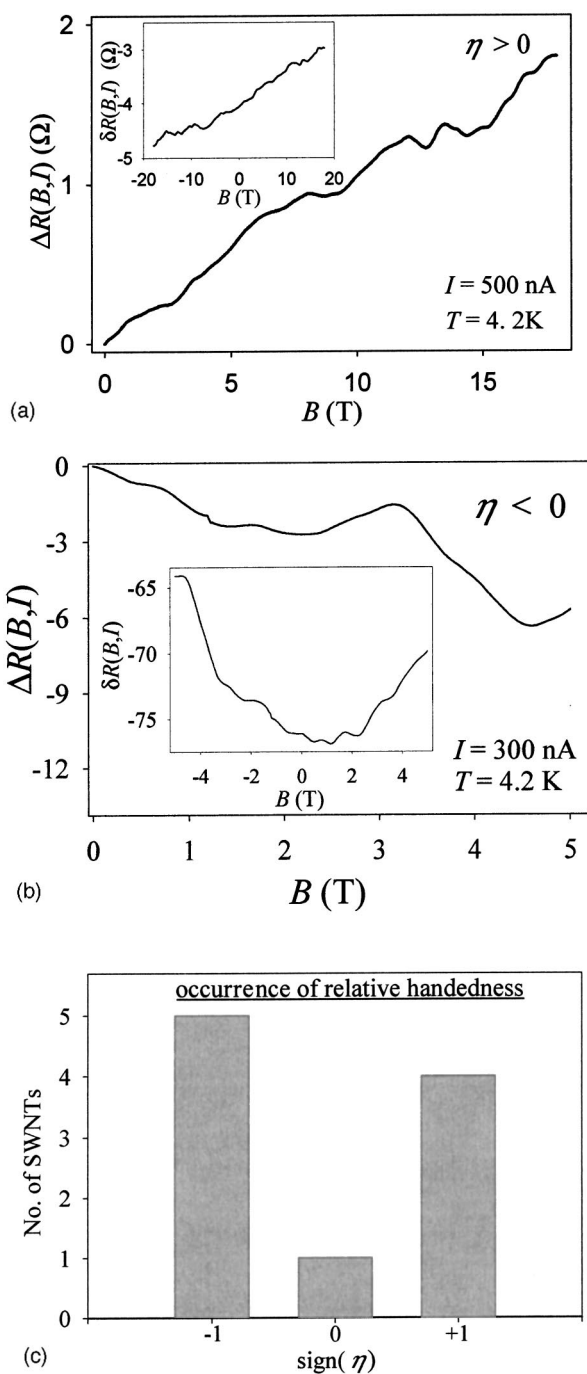 2
1
0
ΔR(B,I) (Ω)
η > 0
-3
-4
-5
δR(B,I) (Ω)
-20 -10 0 10 20
B (T)
I = 500 nA
T = 4. 2K
0 5 10 15
B (T)
(a)
0
-3
-6
-9
-12
ΔR(B,I)
η < 0
-65
-70
-75
δR(B,I)
-4 -2 0 2 4
B (T)
I = 300 nA
T = 4.2 K
0 1 2 3 4 5
B (T)
(b)
occurrence of relative handedness
5
4
3
2
1
0
No. of SWNTs
-1 0 +1
sign( η )
(c)